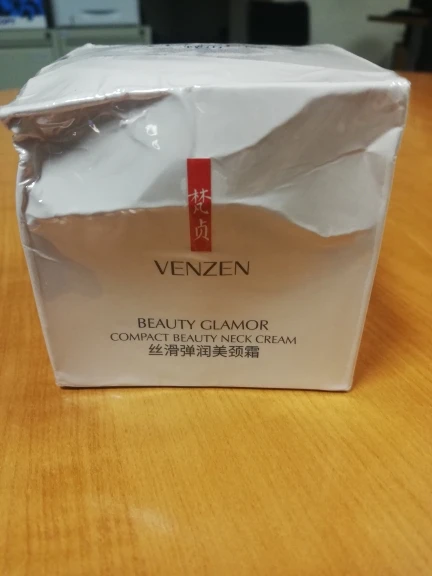 梵贞
VENZEN
BEAUTY GLAMOR
COMPACT BEAUTY NECK CREAM
丝滑弹润美颈霜